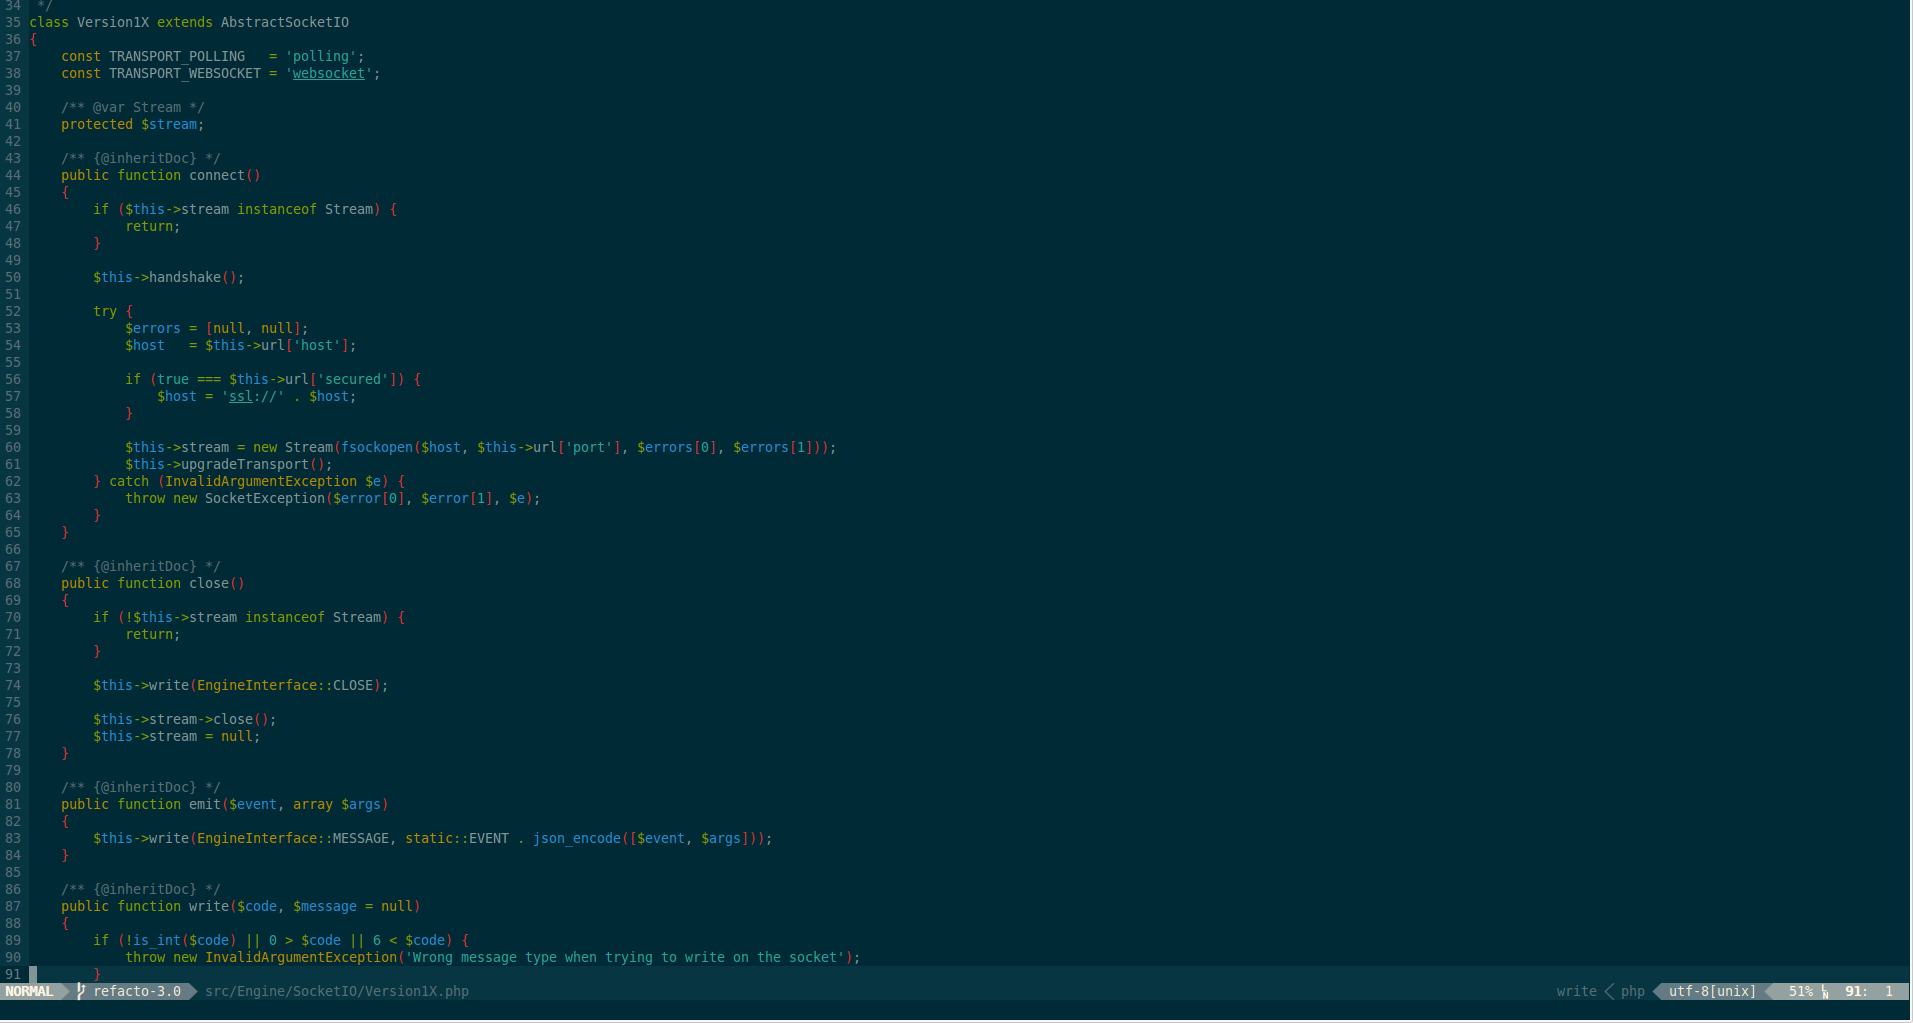 34  */
35 class Version1X extends AbstractSocketIO
36 {
37     const TRANSPORT_POLLING   = 'polling';
38     const TRANSPORT_WEBSOCKET = 'websocket';
39
40     /** @var Stream */
41     protected $stream;
42
43     /** {@inheritDoc} */
44     public function connect()
45     {
46         if ($this->stream instanceof Stream) {
47             return;
48         }
49
50         $this->handshake();
51
52         try {
53             $errors = [null, null];
54             $host   = $this->url['host'];
55
56             if (true === $this->url['secured']) {
57                 $host = 'ssl://' . $host;
58             }
59
60             $this->stream = new Stream(fsockopen($host, $this->url['port'], $errors[0], $errors[1]));
61             $this->upgradeTransport();
62         } catch (InvalidArgumentException $e) {
63             throw new SocketException($error[0], $error[1], $e);
64         }
65     }
66
67     /** {@inheritDoc} */
68     public function close()
69     {
70         if (!$this->stream instanceof Stream) {
71             return;
72         }
73
74         $this->write(EngineInterface::CLOSE);
75
76         $this->stream->close();
77         $this->stream = null;
78     }
79
80     /** {@inheritDoc} */
81     public function emit($event, array $args)
82     {
83         $this->write(EngineInterface::MESSAGE, static::EVENT . json_encode([$event, $args]));
84     }
85
86     /** {@inheritDoc} */
87     public function write($code, $message = null)
88     {
89         if (!is_int($code) || 0 > $code || 6 < $code) {
90             throw new InvalidArgumentException('Wrong message type when trying to write on the socket');
91         }
NORMAL refacto-3.0 src/Engine/SocketIO/Version1X.php write php utf-8[unix] 51% LN 91: 1